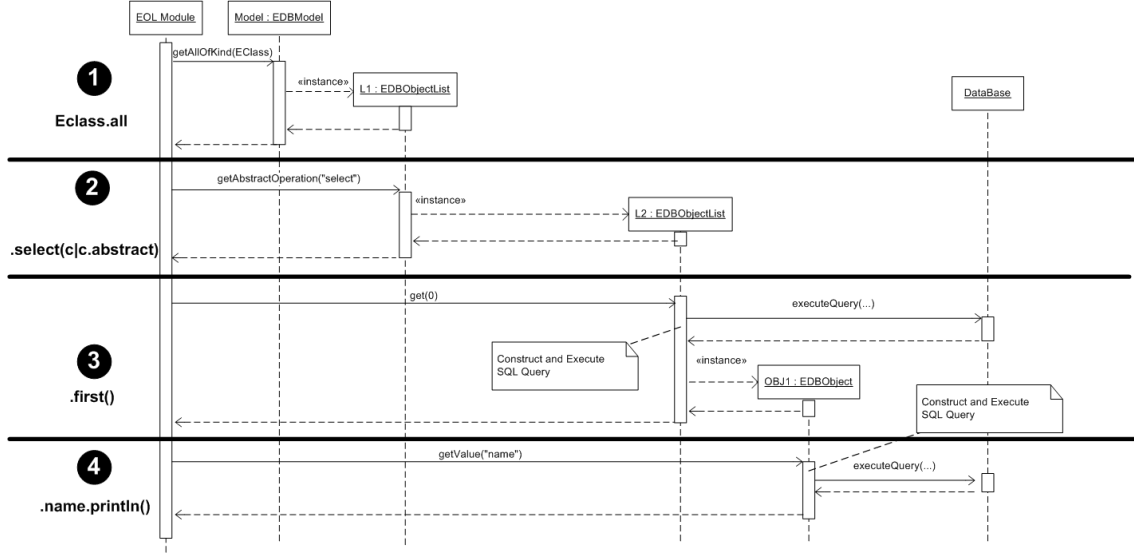 EOL Module
Model : EDBModel
getAllOfKind(EClass)
1
«instance»
L1 : EDBObjectList
DataBase
Eclass.all
2
getAbstractOperation("select")
«instance»
L2 : EDBObjectList
.select(c|c.abstract)
get(0)
executeQuery(...)
3
Construct and Execute
SQL Query
«instance»
OBJ1 : EDBObject
.first()
Construct and Execute
SQL Query
4
getValue("name")
executeQuery(...)
.name.println()